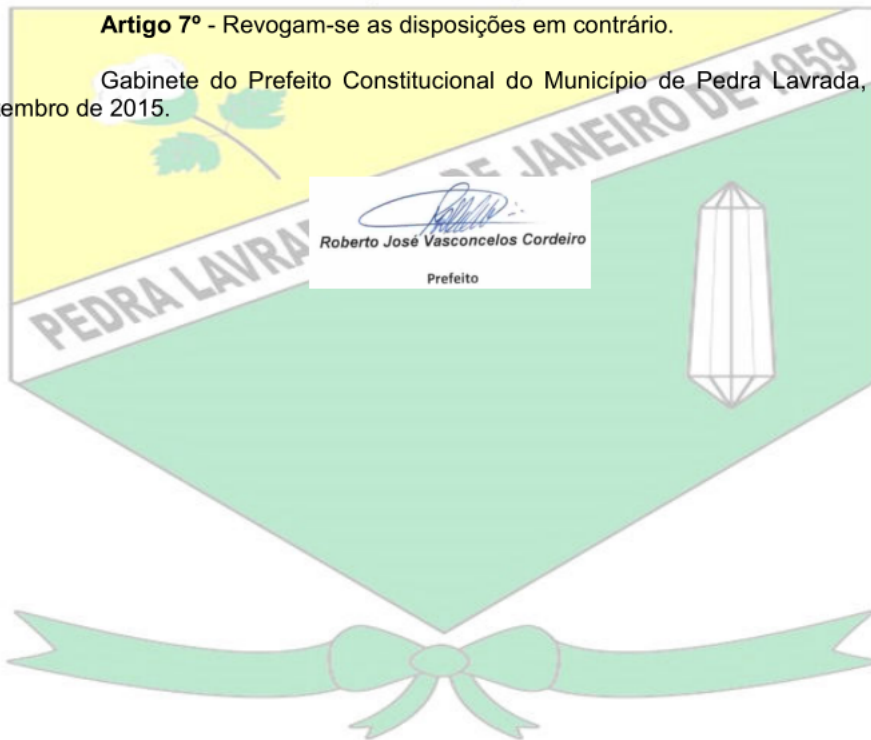 Artigo 7º - Revogam-se as disposições em contrário.
Gabinete do Prefeito Constitucional do Município de Pedra Lavrada,
embro de 2015.
DE JANEIRO DE 1959
PEDRA LAVRA
Roberto José Vasconcelos Cordeiro
Prefeito